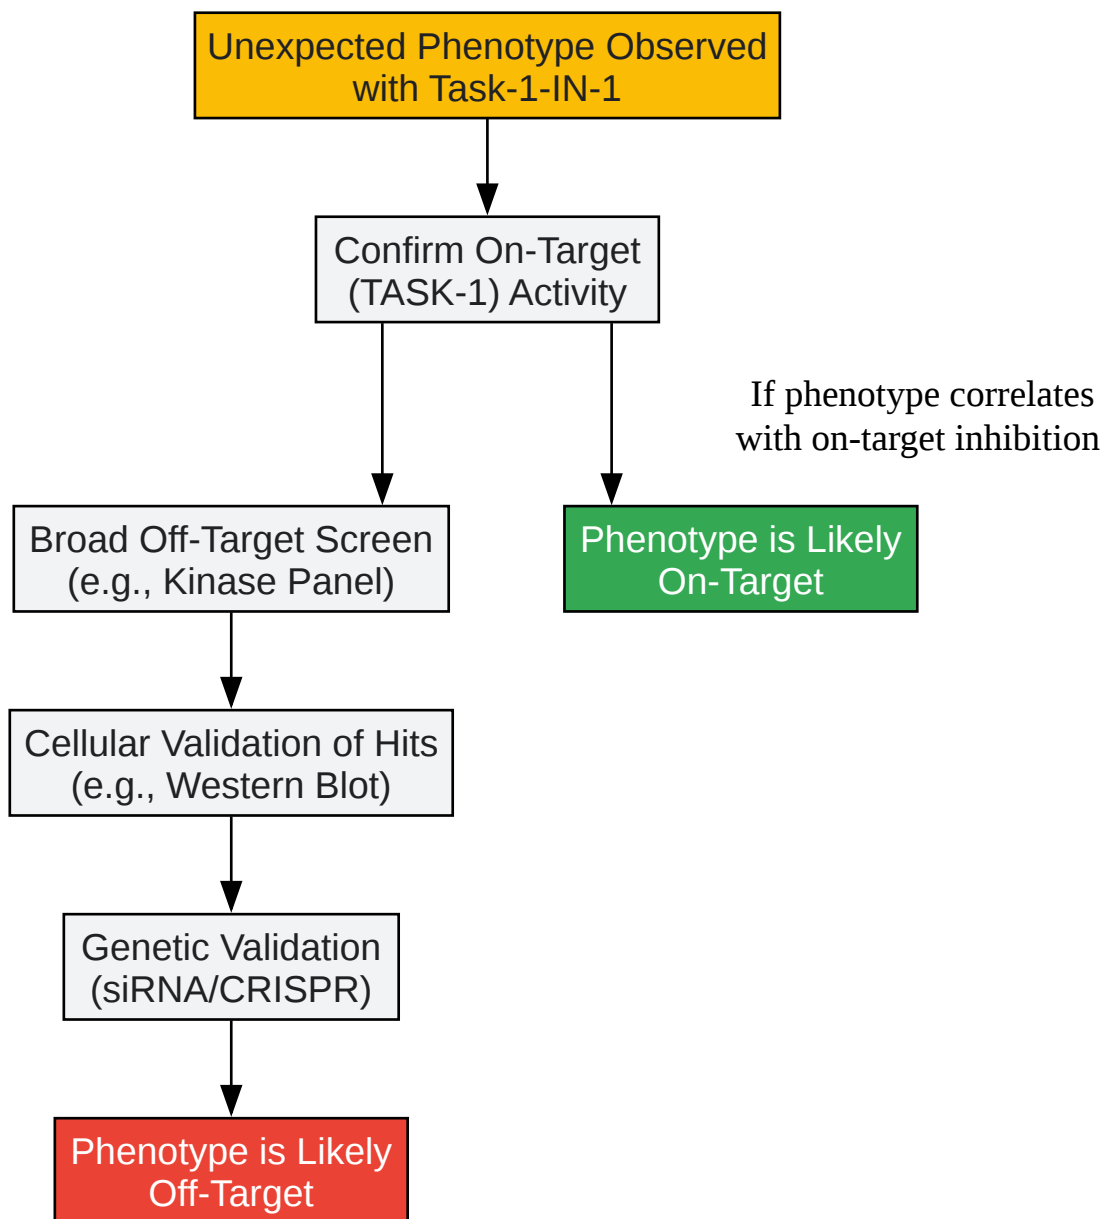 Unexpected Phenotype Observed
with Task-1-IN-1
Confirm On-Target
(TASK-1) Activity
If phenotype correlates
with on-target inhibition
Broad Off-Target Screen
(e.g., Kinase Panel)
Phenotype is Likely
On-Target
Cellular Validation of Hits
(e.g., Western Blot)
Genetic Validation
(siRNA/CRISPR)
Phenotype is Likely
Off-Target